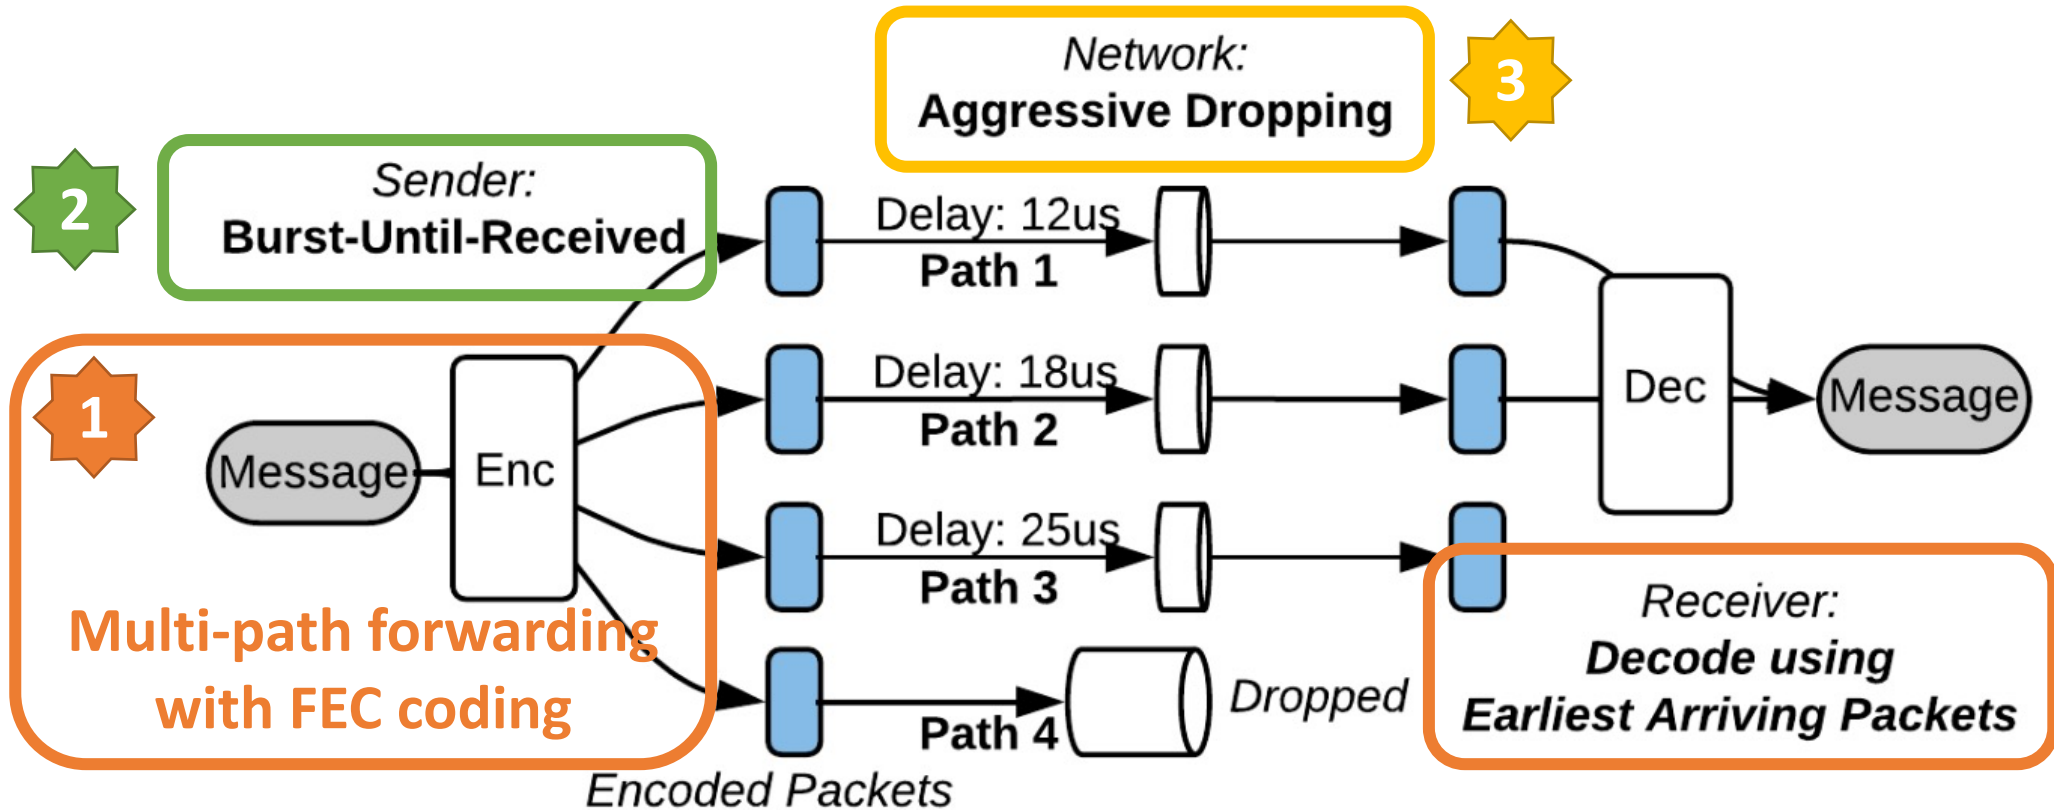 Network:
Aggressive Dropping
3
2
Sender:
Burst-Until-Received
Delay: 12us
Path 1
1
Message
Enc
Delay: 18us
Path 2
Dec
Message
Delay: 25us
Path 3
Multi-path forwarding
with FEC coding
Path 4
Dropped
Receiver:
Decode using
Earliest Arriving Packets
Encoded Packets